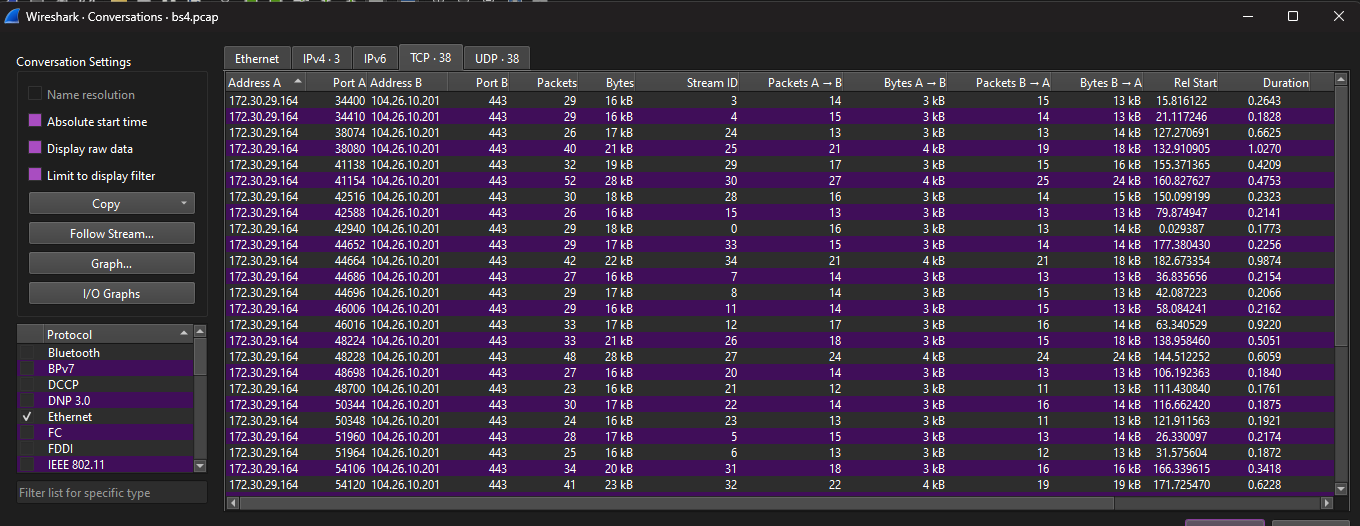 Wireshark · Conversations · bs4.pcap
Conversation Settings
Name resolution
Absolute start time
Display raw data
Limit to display filter
Copy
Follow Stream...
Graph...
I/O Graphs
Protocol
Bluetooth
BPv7
DCCP
DNP 3.0
Ethernet
FC
FDDI
IEEE 802.11
Filter list for specific type
Ethernet IPv4 · 3 IPv6 TCP · 38 UDP · 38
Address A Port A Address B Port B Packets Bytes Stream ID Packets A → B Bytes A → B Packets B → A Bytes B → A Rel Start Duration
172.30.29.164 34400 104.26.10.201 443 29 16 kB 3 14 3 kB 15 13 kB 15.816122 0.2643
172.30.29.164 34410 104.26.10.201 443 29 16 kB 4 15 3 kB 14 13 kB 21.117246 0.1828
172.30.29.164 38074 104.26.10.201 443 26 17 kB 24 13 3 kB 13 14 kB 127.270691 0.6625
172.30.29.164 38080 104.26.10.201 443 40 21 kB 25 21 4 kB 19 18 kB 132.910905 1.0270
172.30.29.164 41138 104.26.10.201 443 32 19 kB 29 17 3 kB 15 16 kB 155.371365 0.4209
172.30.29.164 41154 104.26.10.201 443 52 28 kB 30 27 4 kB 25 24 kB 160.827627 0.4753
172.30.29.164 42516 104.26.10.201 443 30 18 kB 28 16 3 kB 14 15 kB 150.099199 0.2323
172.30.29.164 42588 104.26.10.201 443 26 16 kB 15 13 3 kB 13 13 kB 79.874947 0.2141
172.30.29.164 42940 104.26.10.201 443 29 18 kB 0 16 3 kB 13 14 kB 0.029387 0.1773
172.30.29.164 44652 104.26.10.201 443 29 17 kB 33 15 3 kB 14 14 kB 177.380430 0.2256
172.30.29.164 44664 104.26.10.201 443 42 22 kB 34 21 4 kB 21 18 kB 182.673354 0.9874
172.30.29.164 44686 104.26.10.201 443 27 16 kB 7 14 3 kB 13 13 kB 36.835656 0.2154
172.30.29.164 44696 104.26.10.201 443 29 17 kB 8 14 3 kB 15 13 kB 42.087223 0.2066
172.30.29.164 46006 104.26.10.201 443 29 16 kB 11 14 3 kB 15 13 kB 58.084241 0.2162
172.30.29.164 46016 104.26.10.201 443 33 17 kB 12 17 3 kB 16 14 kB 63.340529 0.9220
172.30.29.164 48224 104.26.10.201 443 33 21 kB 26 18 3 kB 15 18 kB 138.958460 0.5051
172.30.29.164 48228 104.26.10.201 443 48 28 kB 27 24 4 kB 24 24 kB 144.512252 0.6059
172.30.29.164 48698 104.26.10.201 443 27 16 kB 20 14 3 kB 13 13 kB 106.192363 0.1840
172.30.29.164 48700 104.26.10.201 443 23 16 kB 21 12 3 kB 11 13 kB 111.430840 0.1761
172.30.29.164 50344 104.26.10.201 443 30 17 kB 22 14 3 kB 16 14 kB 116.662420 0.1875
172.30.29.164 50348 104.26.10.201 443 24 16 kB 23 13 3 kB 11 13 kB 121.911563 0.1921
172.30.29.164 51960 104.26.10.201 443 28 17 kB 5 15 3 kB 13 14 kB 26.330097 0.2174
172.30.29.164 51964 104.26.10.201 443 25 16 kB 6 13 3 kB 12 13 kB 31.575604 0.1872
172.30.29.164 54106 104.26.10.201 443 34 20 kB 31 18 3 kB 16 16 kB 166.339615 0.3418
172.30.29.164 54120 104.26.10.201 443 41 23 kB 32 22 4 kB 19 19 kB 171.725470 0.6228